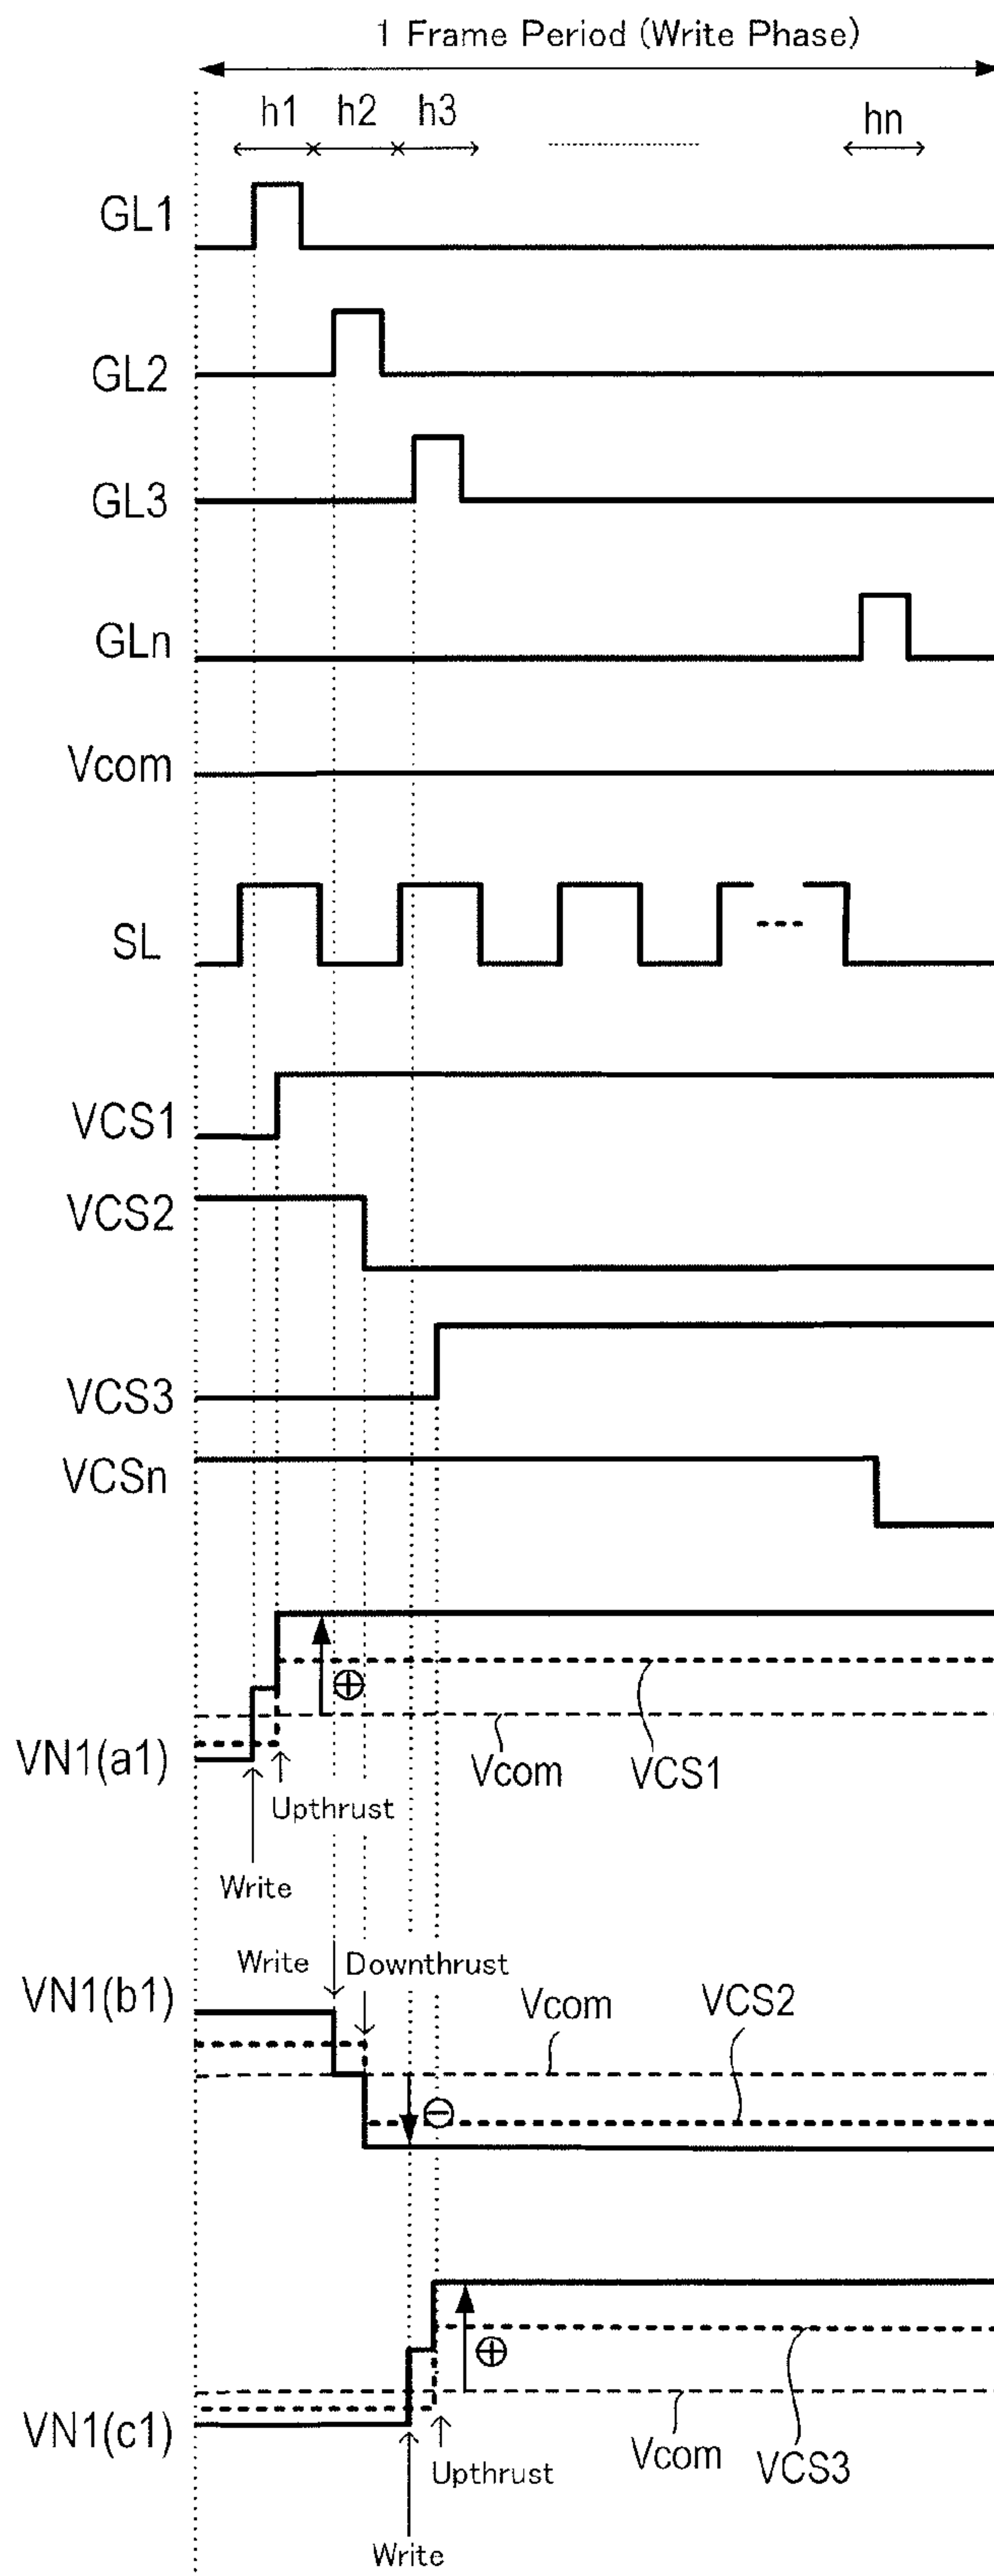 1 Frame Period (Write Phase)
h1 h2 h3 hn
GL1
GL2
GL3
GLn
Vcom
SL
VCS1
VCS2
VCS3
VCSn
⊕
VN1(a1)
Vcom VCS1
Upthrust
Write
Write Downthrust
VN1(b1)
Vcom VCS2
⊖
⊕
VN1(c1)
Vcom VCS3
Upthrust
Write